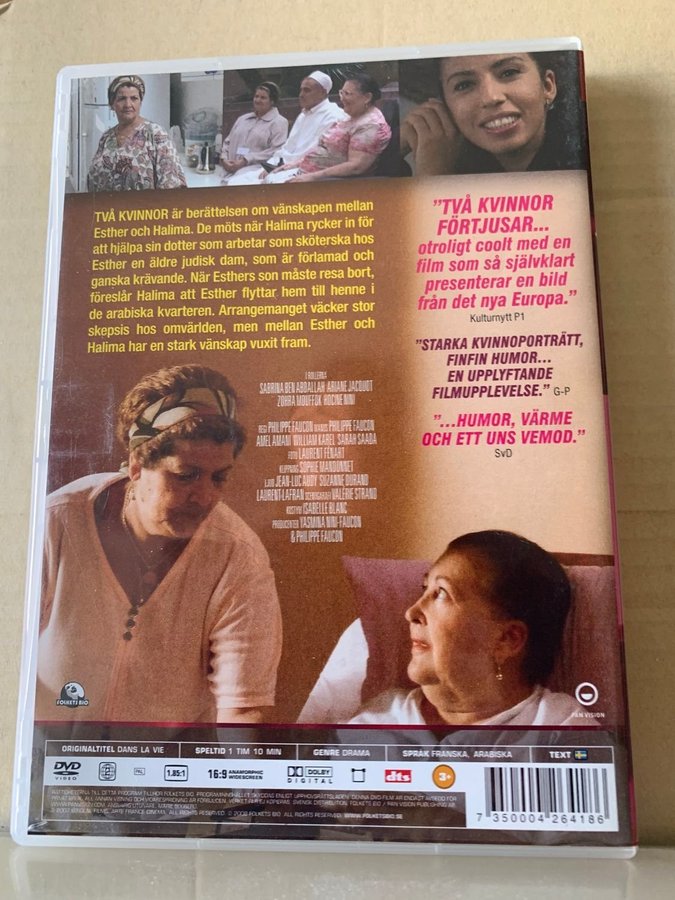 TVÅ KVINNOR är berättelsen om vänskapen mellan
Esther och Halima. De möts när Halima rycker in för
att hjälpa sin dotter som arbetar som sköterska hos
Esther en äldre judisk dam, som är förlamad och
ganska krävande. När Esthers son måste resa bort,
föreslår Halima att Esther flyttar hem till henne i
de arabiska kvarteren. Arrangemanget väcker stor
skepsis hos omvärlden, men mellan Esther och
Halima har en stark vänskap vuxit fram.
"TVÅ KVINNOR
FÖRTJUSAR...
otroligt coolt med en
film som så självklart
presenterar en bild
från det nya Europa."
Kulturnytt P1
"STARKA KVINNOPORTRÄTT,
FINFIN HUMOR...
EN UPPLYFTANDE
FILMUPPLEVELSE." G-P
"...HUMOR, VÄRME
OCH ETT UNS VEMOD."
SvD
I ROLLERNA
SABRINA BEN ABDALLAH ARIANE JACQUOT
ZOHRA MOUFFOK HOCINE NINI
REGI PHILIPPE FAUCON MANUS PHILIPPE FAUCON
AMEL AMANI WILLIAM KAREL SARAH SAADA
FOTO LAURENT FÉNART
KLIPPNING SOPHIE MANDONNET
LJUD JEAN-LUC AUDY SUZANNE DURAND
LAURENT LAFRAN SCENOGRAFI VALÉRIE STRAND
KOSTYM ISABELLE BLANC
PRODUCENTER YASMINA NINI-FAUCON
& PHILIPPE FAUCON
FOLKETS BIO
PAN VISION
ORIGINALTITEL DANS LA VIE
SPELTID 1 TIM 10 MIN
GENRE DRAMA
SPRÅK FRANSKA, ARABISKA
TEXT
DVD
VIDEO
PAL
1.85:1
16:9 ANAMORPHIC
WIDESCREEN
DOLBY
DIGITAL
dts
3+
WWW.FOLKETSBIO.SE
7 350004 264186